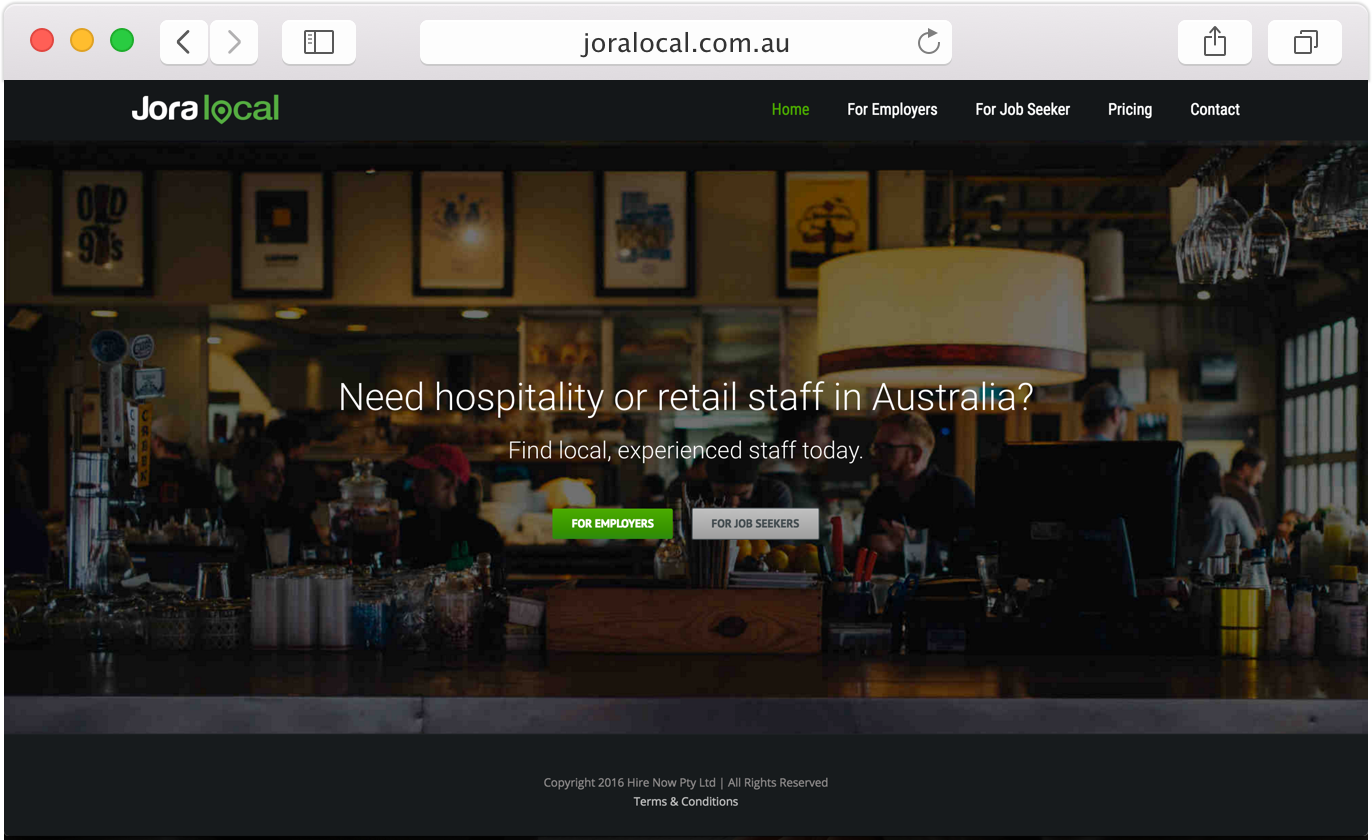 joralocal.com.au
Jora local
Home For Employers For Job Seeker Pricing Contact
OLD
90's
Need hospitality or retail staff in Australia?
Find local, experienced staff today.
FOR EMPLOYERS FOR JOB SEEKERS
Copyright 2016 Hire Now Pty Ltd | All Rights Reserved
Terms & Conditions